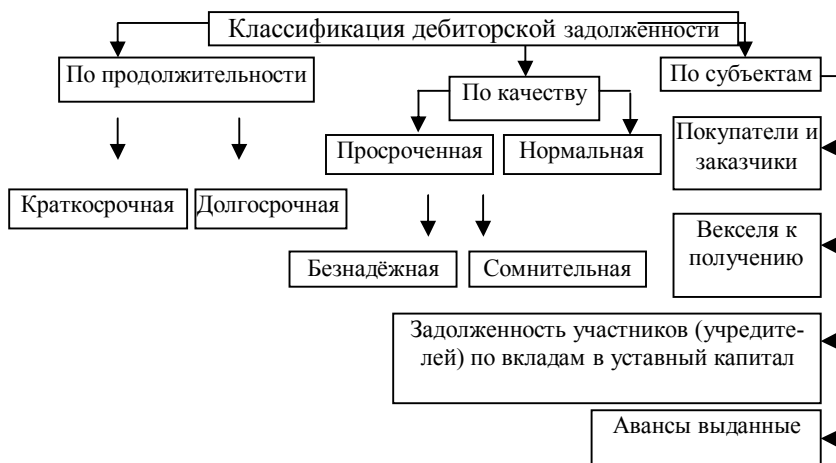 Классификация дебиторской задолженности
По продолжительности
По качеству
По субъектам
Просроченная
Нормальная
Покупатели и
заказчики
Краткосрочная
Долгосрочная
Векселя к
получению
Безнадёжная
Сомнительная
Задолженность участников (учредите-
лей) по вкладам в уставный капитал
Авансы выданные